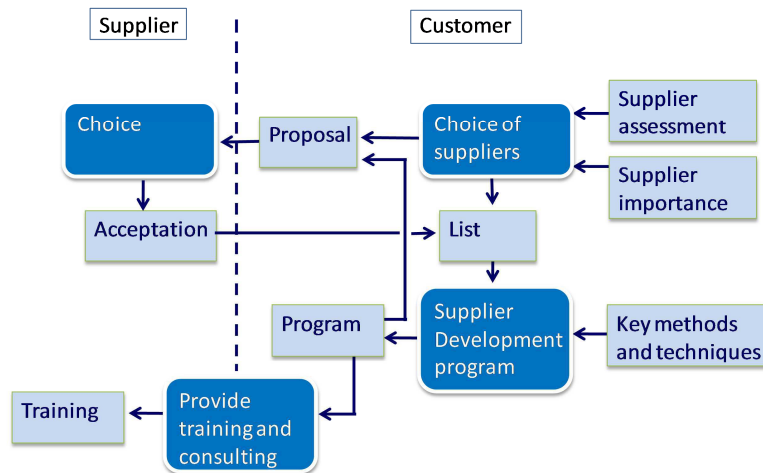 Supplier
Customer
Choice
Proposal
Choice of
suppliers
Supplier
assessment
Supplier
importance
Acceptation
List
Program
Supplier
Development
program
Key methods
and techniques
Training
Provide
training and
consulting